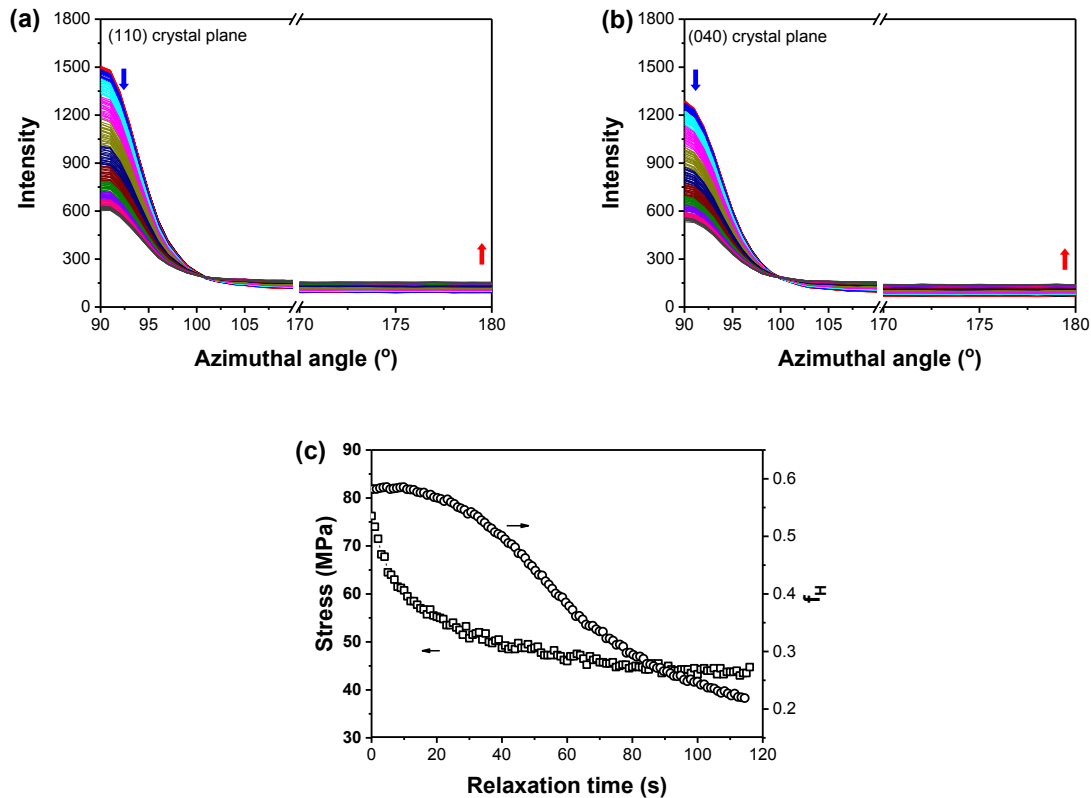 (a)
(110) crystal plane
Intensity
1800
1500
1200
900
600
300
0
90 95 100 105 170 175 180
Azimuthal angle (o)
(b)
(040) crystal plane
Intensity
1800
1500
1200
900
600
300
0
90 95 100 105 170 175 180
Azimuthal angle (o)
(c)
Stress (MPa)
90
80
70
60
50
40
30
0.6
0.5
0.4
0.3
0.2
fH
0 20 40 60 80 100 120
Relaxation time (s)